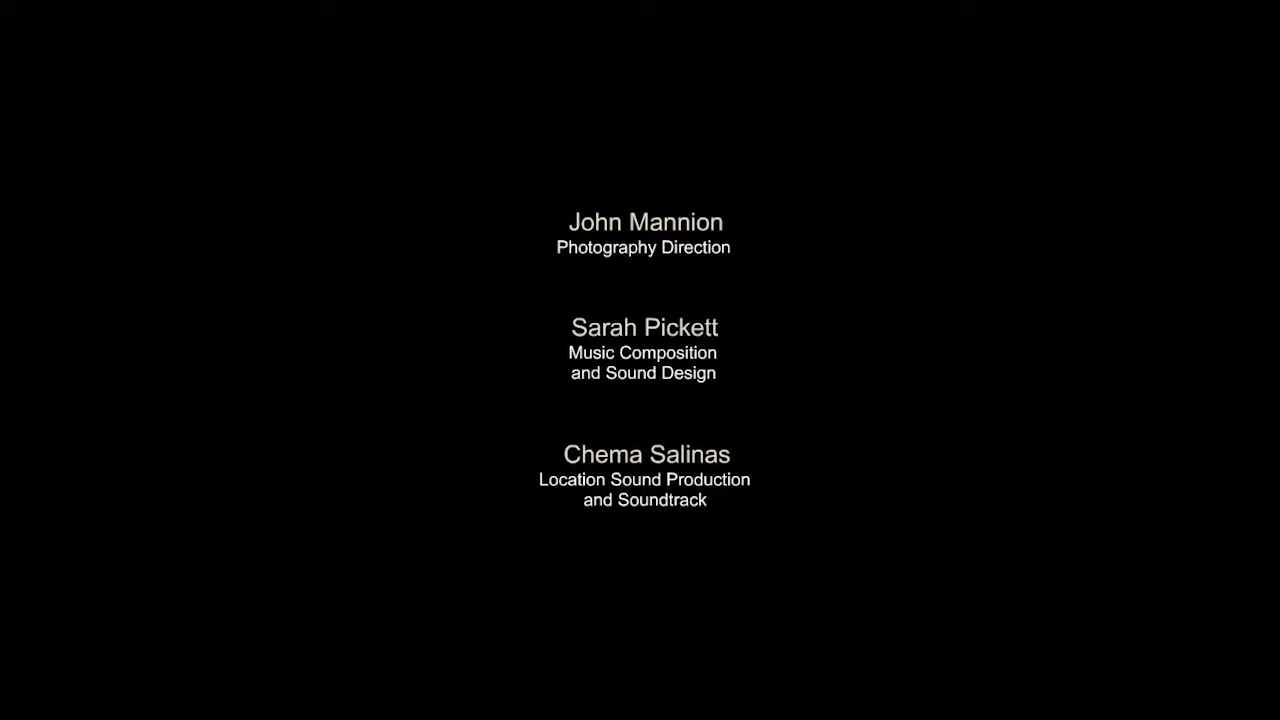 John Mannion
Photography Direction
Sarah Pickett
Music Composition
and Sound Design
Chema Salinas
Location Sound Production
and Soundtrack